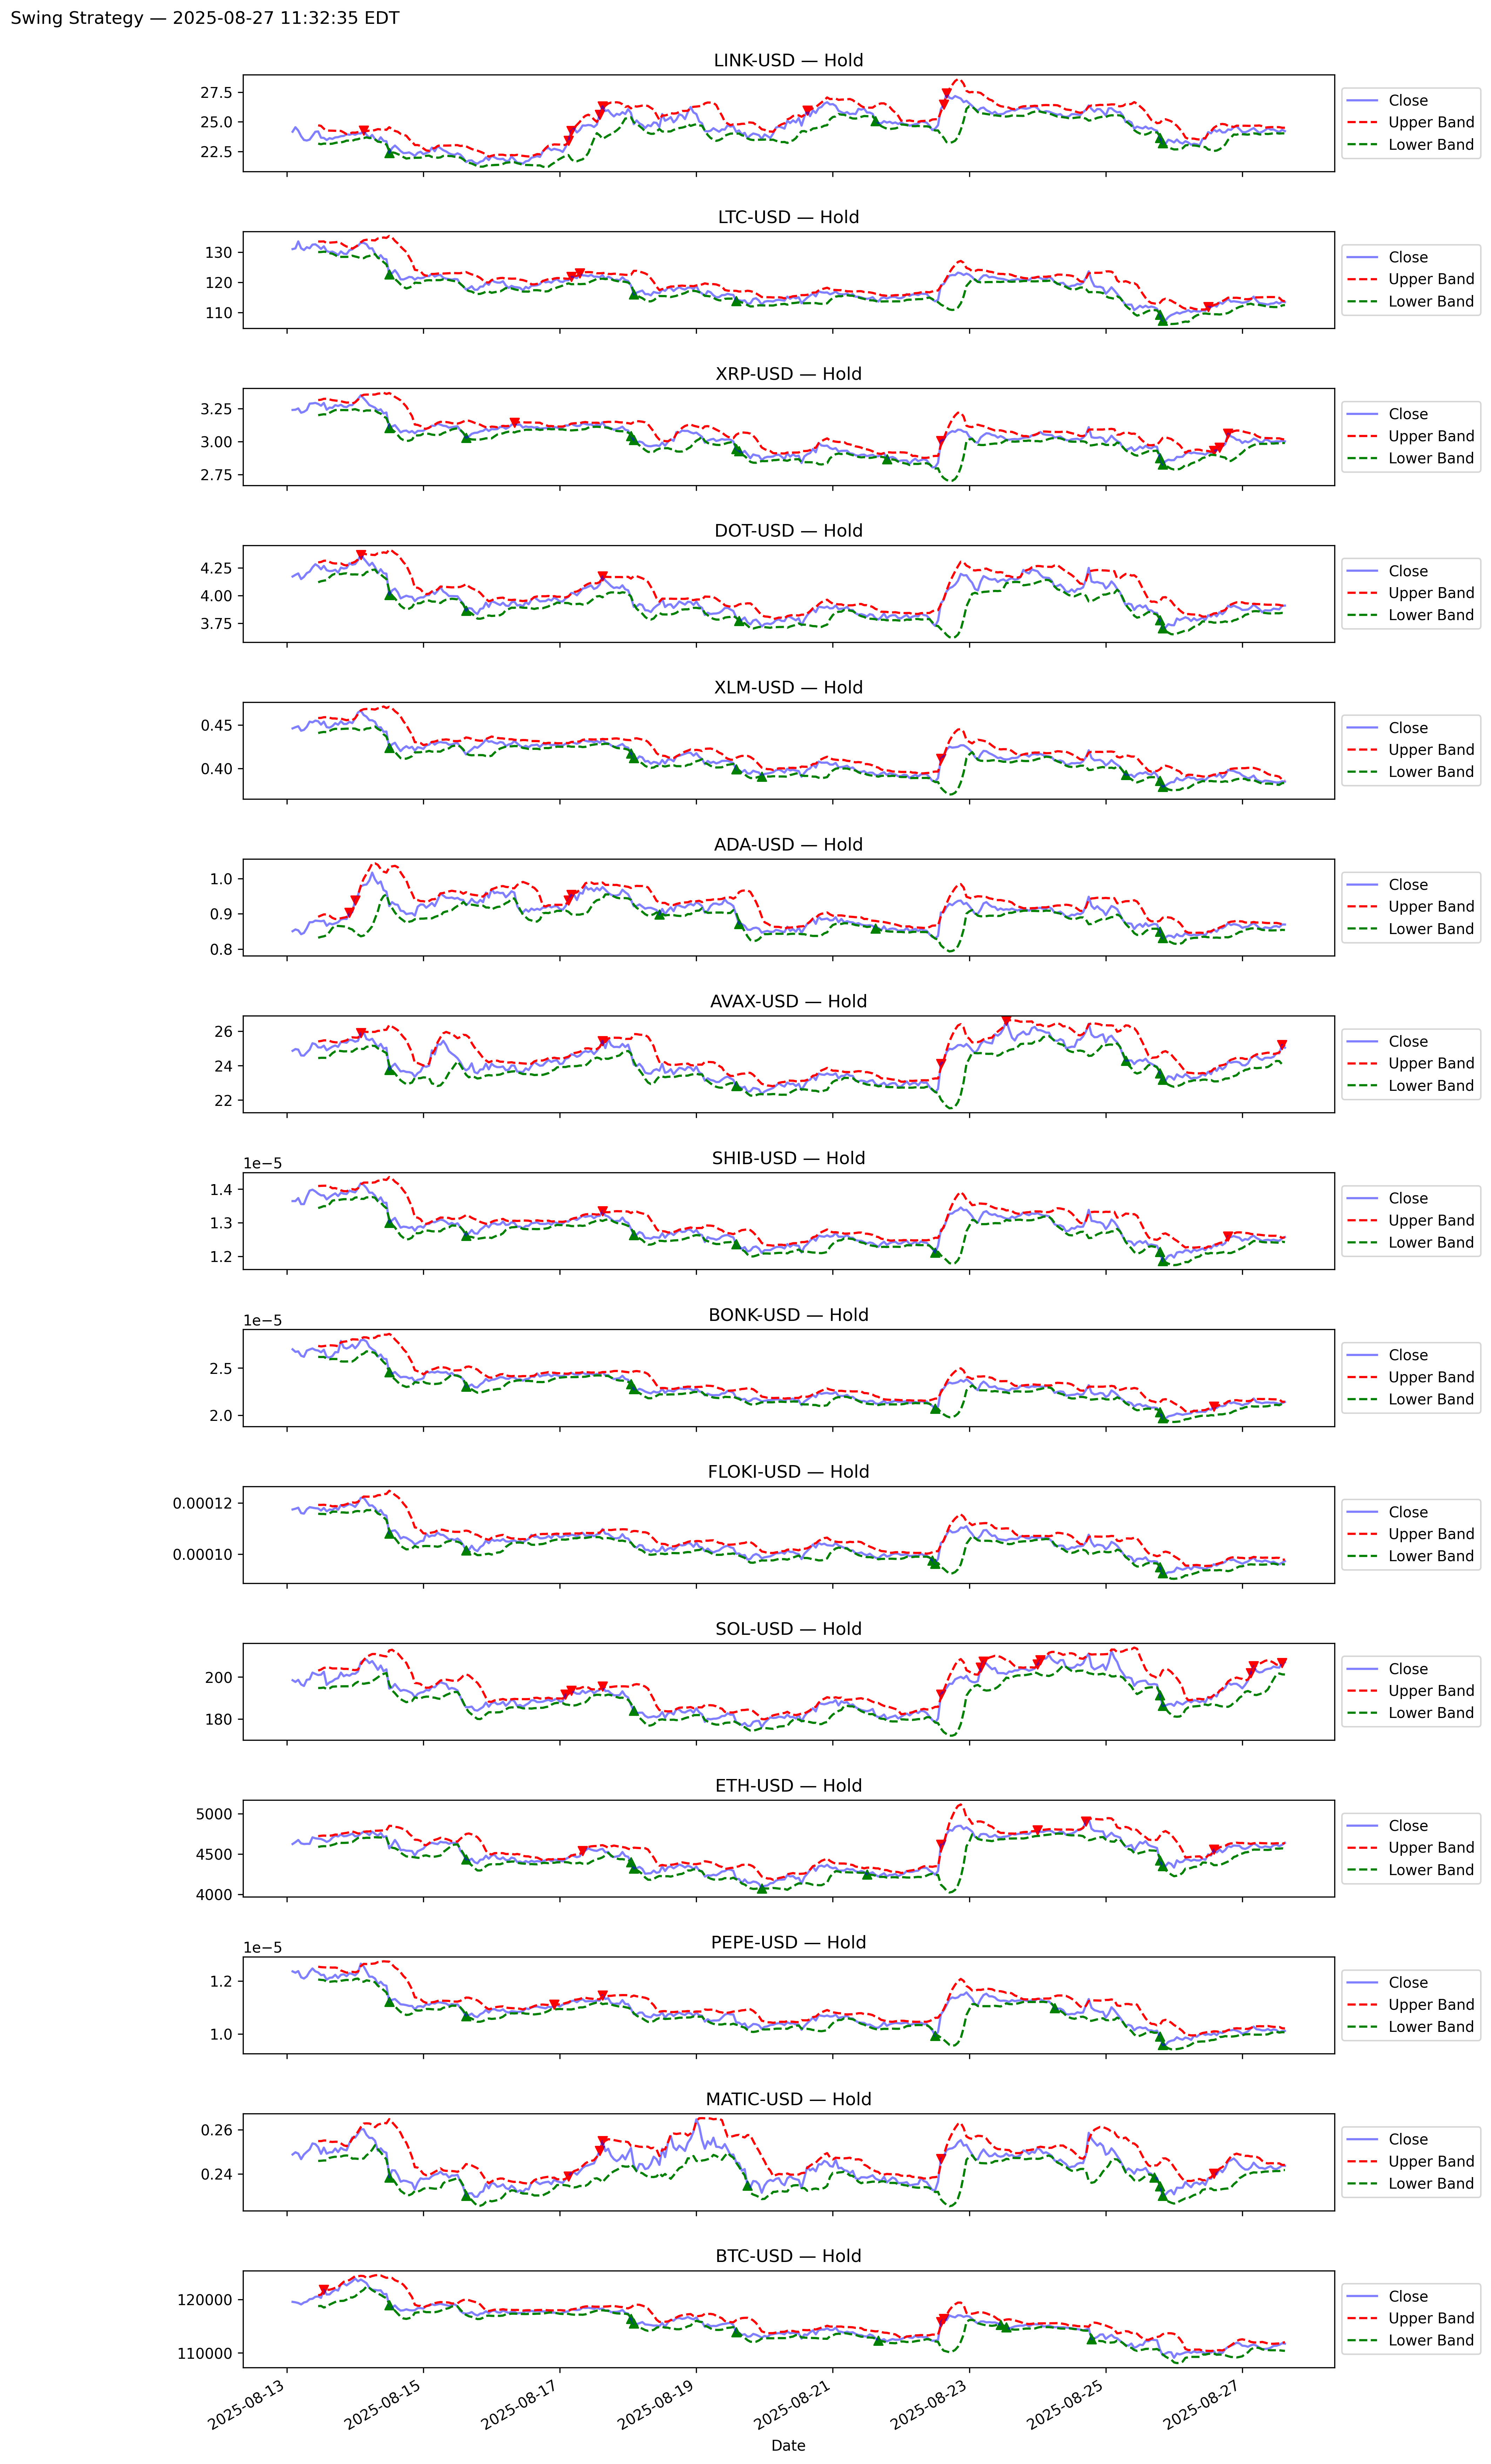 Swing Strategy — 2025-08-27 11:32:35 EDT
LINK-USD — Hold
27.5
25.0
22.5
Close
Upper Band
Lower Band
LTC-USD — Hold
130
120
110
Close
Upper Band
Lower Band
XRP-USD — Hold
3.25
3.00
2.75
Close
Upper Band
Lower Band
DOT-USD — Hold
4.25
4.00
3.75
Close
Upper Band
Lower Band
XLM-USD — Hold
0.45
0.40
Close
Upper Band
Lower Band
ADA-USD — Hold
1.0
0.9
0.8
Close
Upper Band
Lower Band
AVAX-USD — Hold
26
24
22
Close
Upper Band
Lower Band
SHIB-USD — Hold
1e−5
1.4
1.3
1.2
Close
Upper Band
Lower Band
BONK-USD — Hold
1e−5
2.5
2.0
Close
Upper Band
Lower Band
FLOKI-USD — Hold
0.00012
0.00010
Close
Upper Band
Lower Band
SOL-USD — Hold
200
180
Close
Upper Band
Lower Band
ETH-USD — Hold
5000
4500
4000
Close
Upper Band
Lower Band
PEPE-USD — Hold
1e−5
1.2
1.0
Close
Upper Band
Lower Band
MATIC-USD — Hold
0.26
0.24
Close
Upper Band
Lower Band
BTC-USD — Hold
120000
110000
Close
Upper Band
Lower Band
2025-08-13
2025-08-15
2025-08-17
2025-08-19
2025-08-21
2025-08-23
2025-08-25
2025-08-27
Date